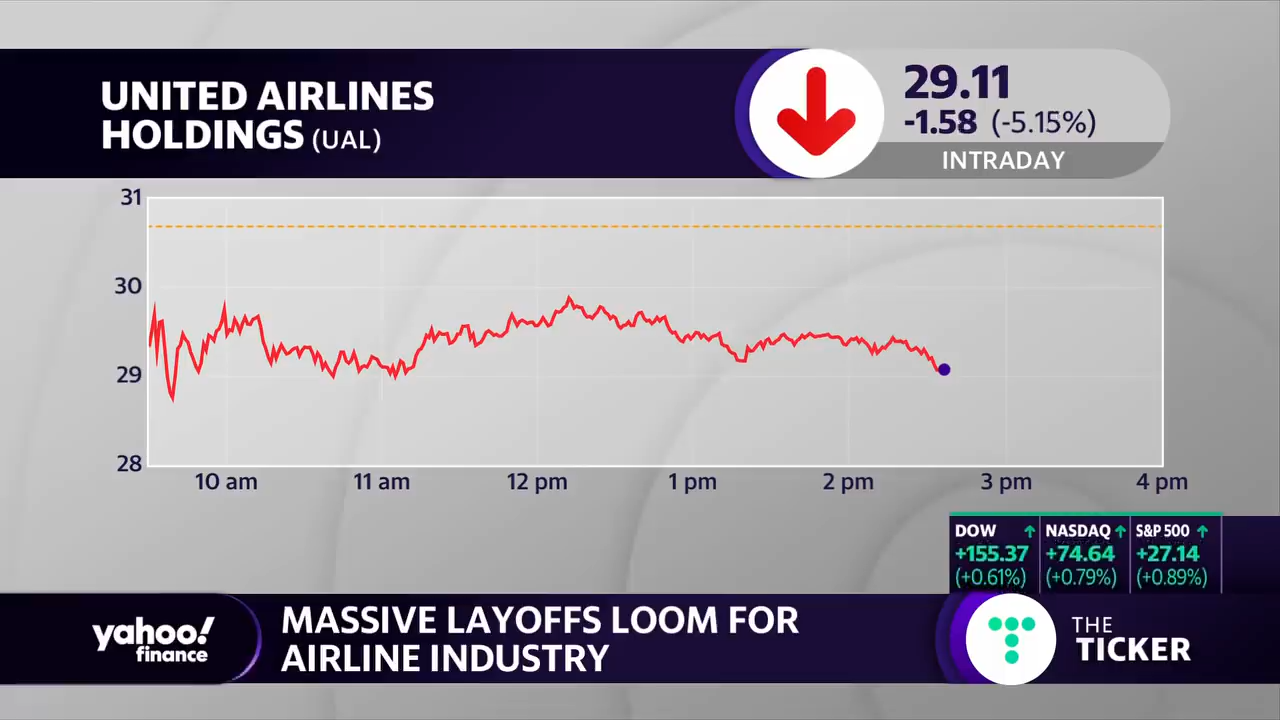 UNITED AIRLINES
HOLDINGS (UAL)
29.11
-1.58 (-5.15%)
INTRADAY
31
30
29
28
10 am 11 am 12 pm 1 pm 2 pm 3 pm 4 pm
DOW NASDAQ S&P 500
+155.37 +74.64 +27.14
(+0.61%) (+0.79%) (+0.89%)
yahoo!
finance
MASSIVE LAYOFFS LOOM FOR
AIRLINE INDUSTRY
THE
TICKER